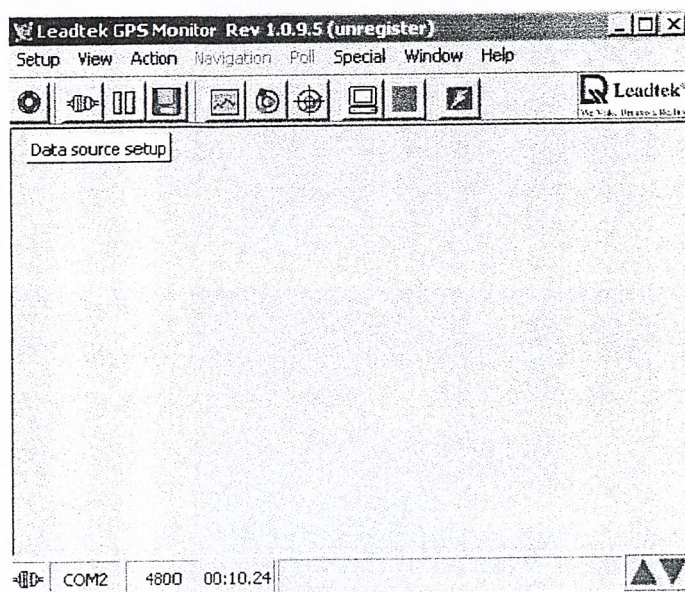 Leadtek GPS Monitor Rev 1.0.9.5 (unregister)
Setup View Action Navigation Poll Special Window Help
Leadtek
Data source setup
COM2 4800 00:10.24